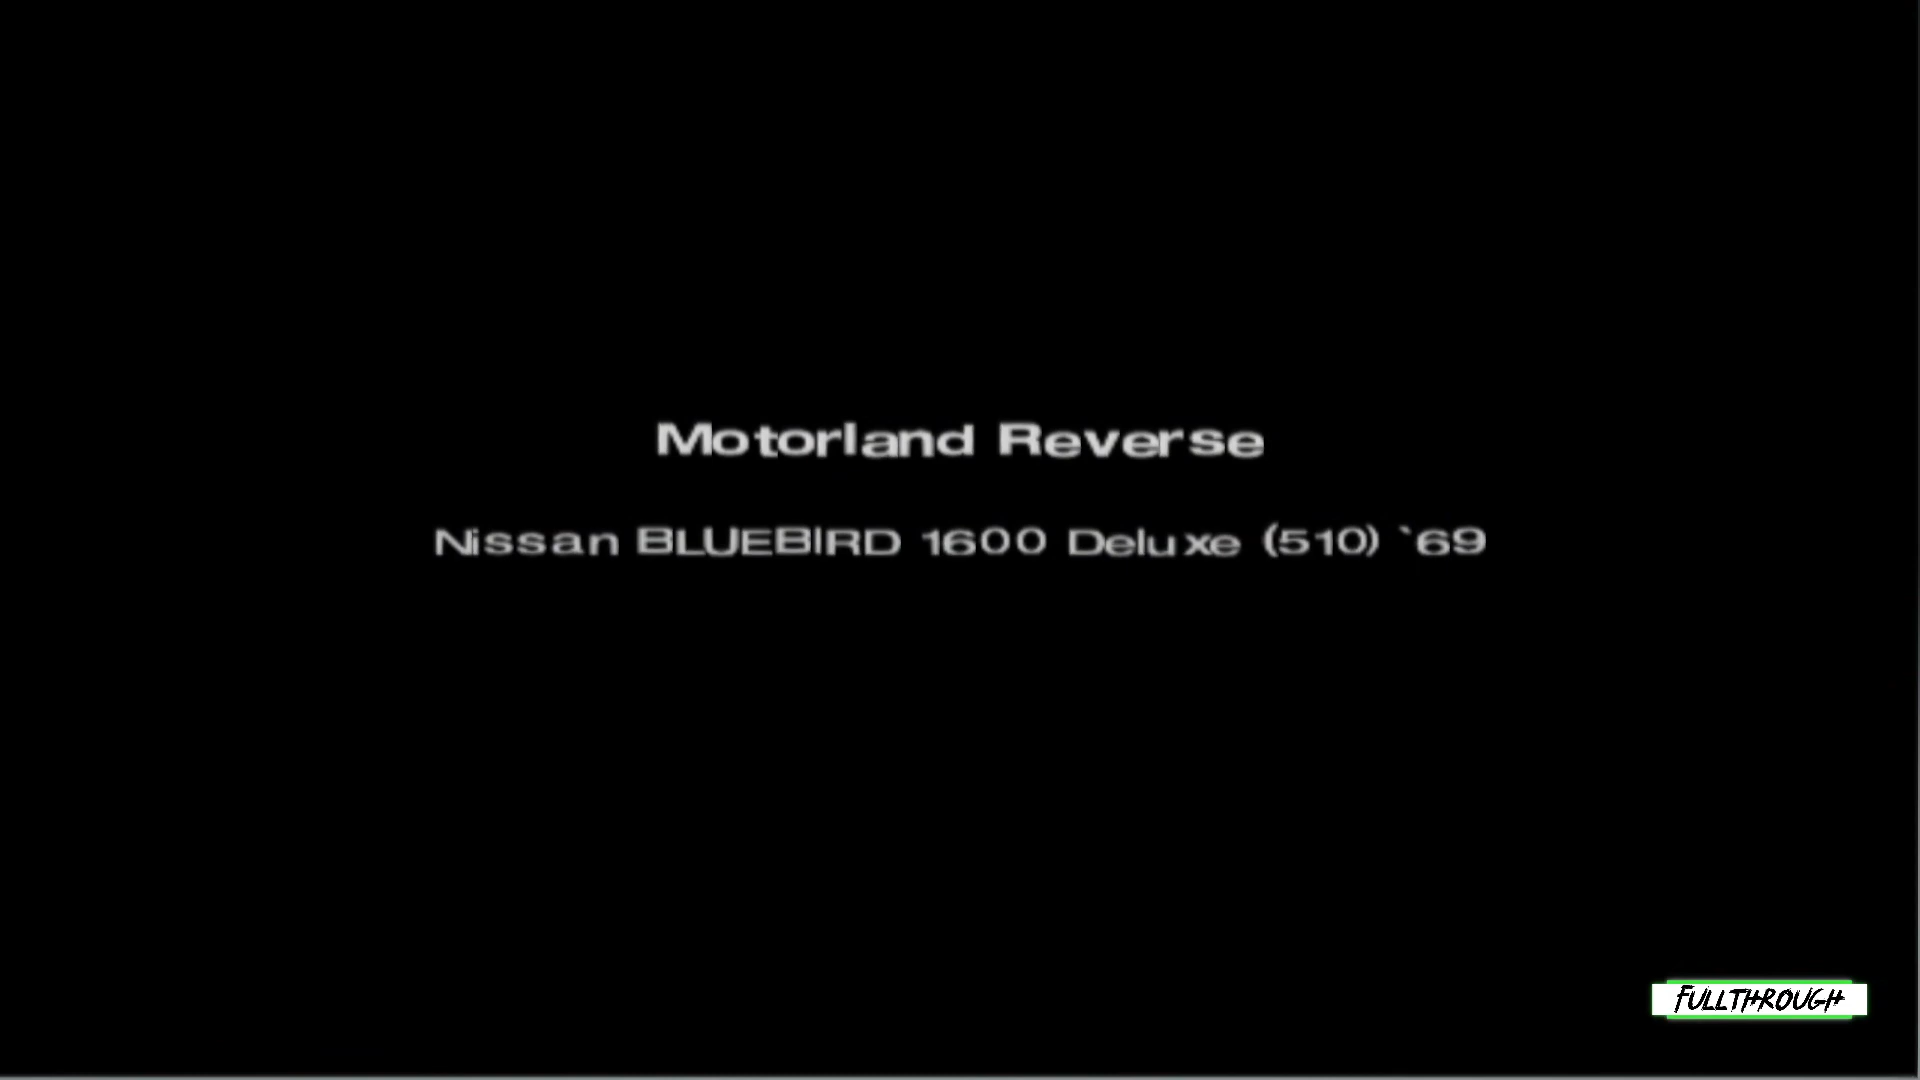 Motorland Reverse
Nissan BLUEBIRD 1600 Deluxe (510) `69
FULLTHROUGH